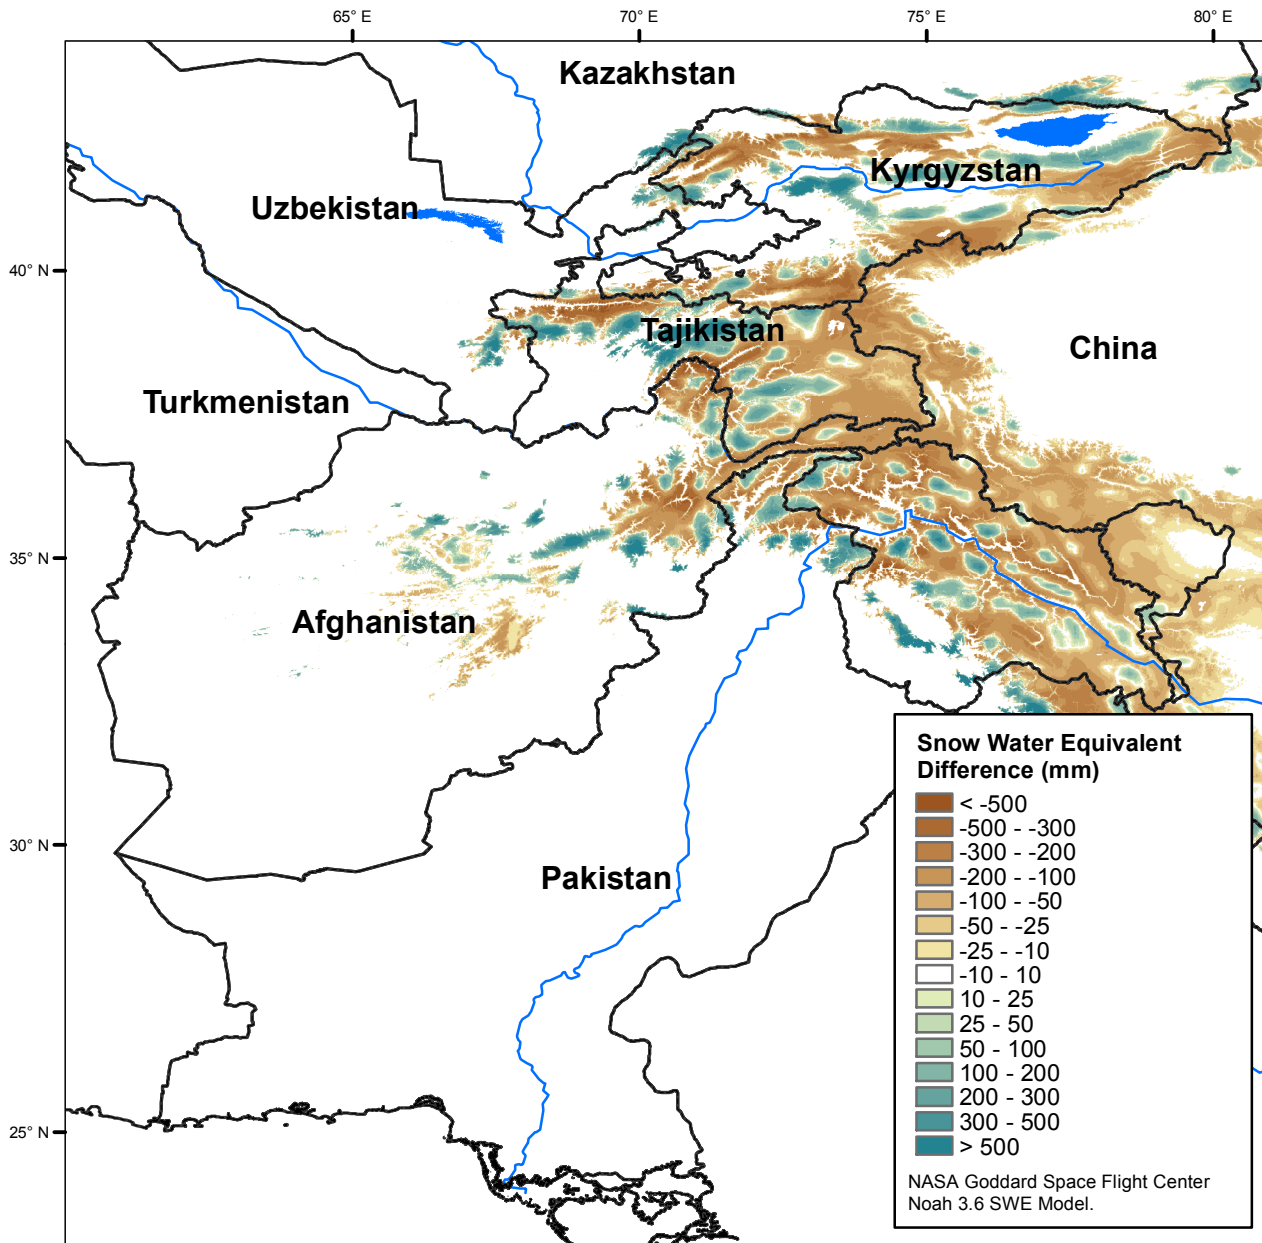 65° E
70° E
75° E
80° E
Kazakhstan
Kyrgyzstan
Uzbekistan
40° N
Tajikistan
China
Turkmenistan
35° N
Afghanistan
Snow Water Equivalent
Difference (mm)
< -500
-500 - -300
-300 - -200
30° N
Pakistan
-200 - -100
-100 - -50
-50 - -25
-25 - -10
-10 - 10
10 - 25
25 - 50
50 - 100
100 - 200
200 - 300
300 - 500
25° N
> 500
NASA Goddard Space Flight Center
Noah 3.6 SWE Model.